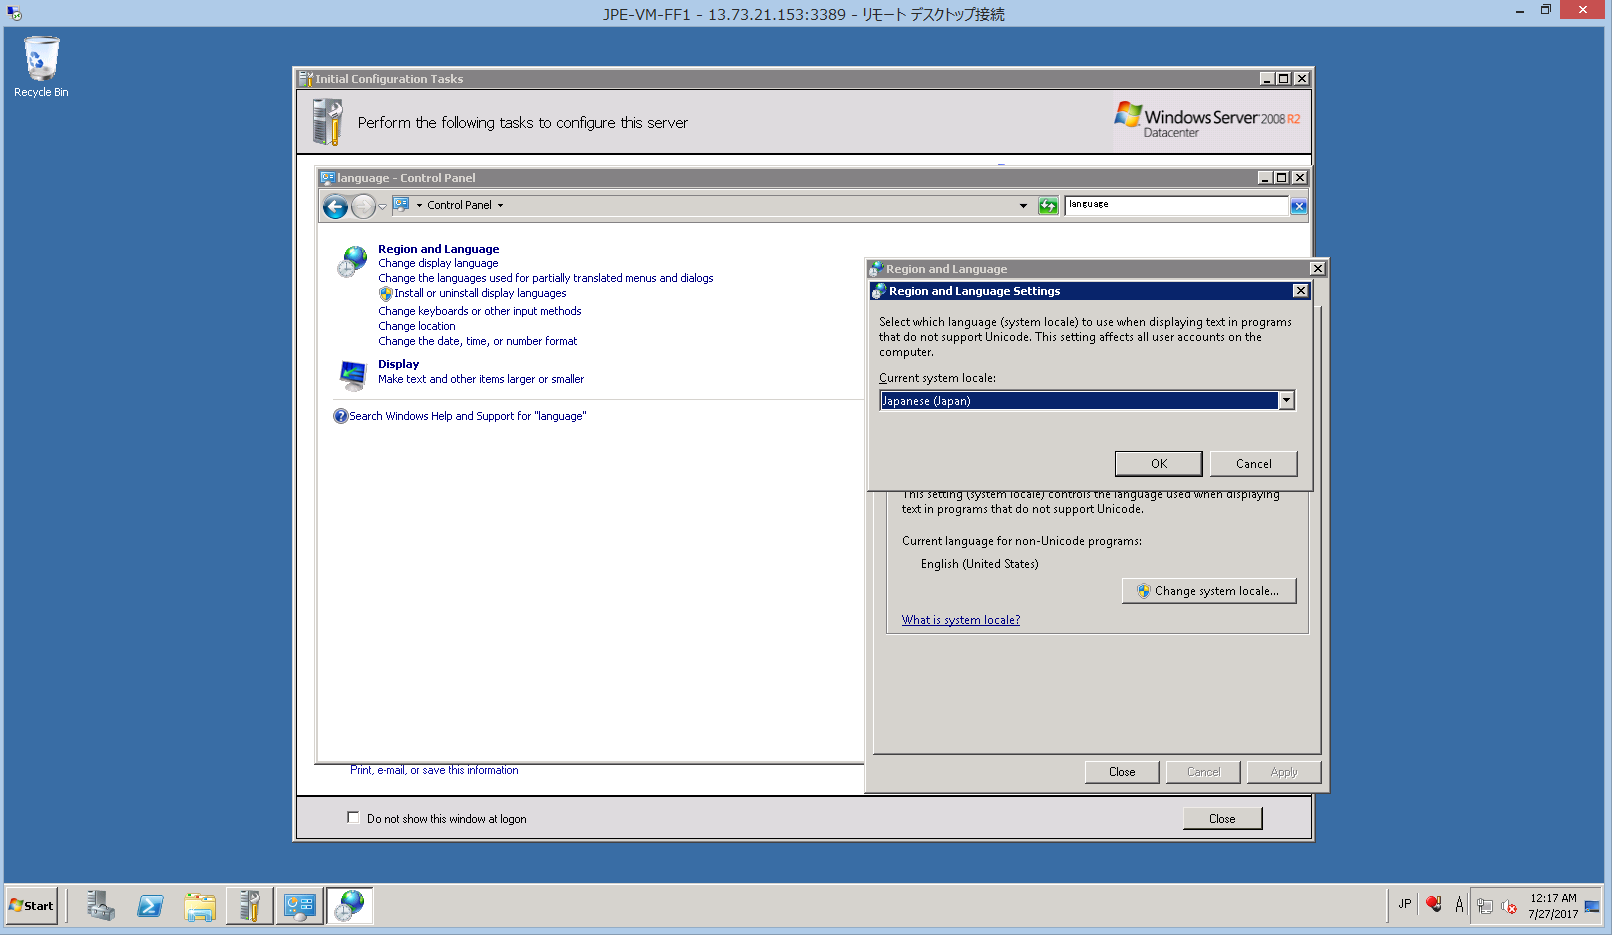 JPE-VM-FF1 - 13.73.21.153:3389 - リモート デスクトップ接続
Recycle Bin
Initial Configuration Tasks
Perform the following tasks to configure this server
Windows Server 2008 R2
Datacenter
language - Control Panel
Control Panel
language
Region and Language
Change display language
Change the languages used for partially translated menus and dialogs
Install or uninstall display languages
Change keyboards or other input methods
Change location
Change the date, time, or number format
Display
Make text and other items larger or smaller
Search Windows Help and Support for "language"
Region and Language
Region and Language Settings
Select which language (system locale) to use when displaying text in programs
that do not support Unicode. This setting affects all user accounts on the
computer.
Current system locale:
Japanese (Japan)
OK
Cancel
This setting (system locale) controls the language used when displaying
text in programs that do not support Unicode.
Current language for non-Unicode programs:
English (United States)
Change system locale...
What is system locale?
Close
Cancel
Apply
Print, e-mail, or save this information
Do not show this window at logon
Close
Start
JP
A
12:17 AM
7/27/2017